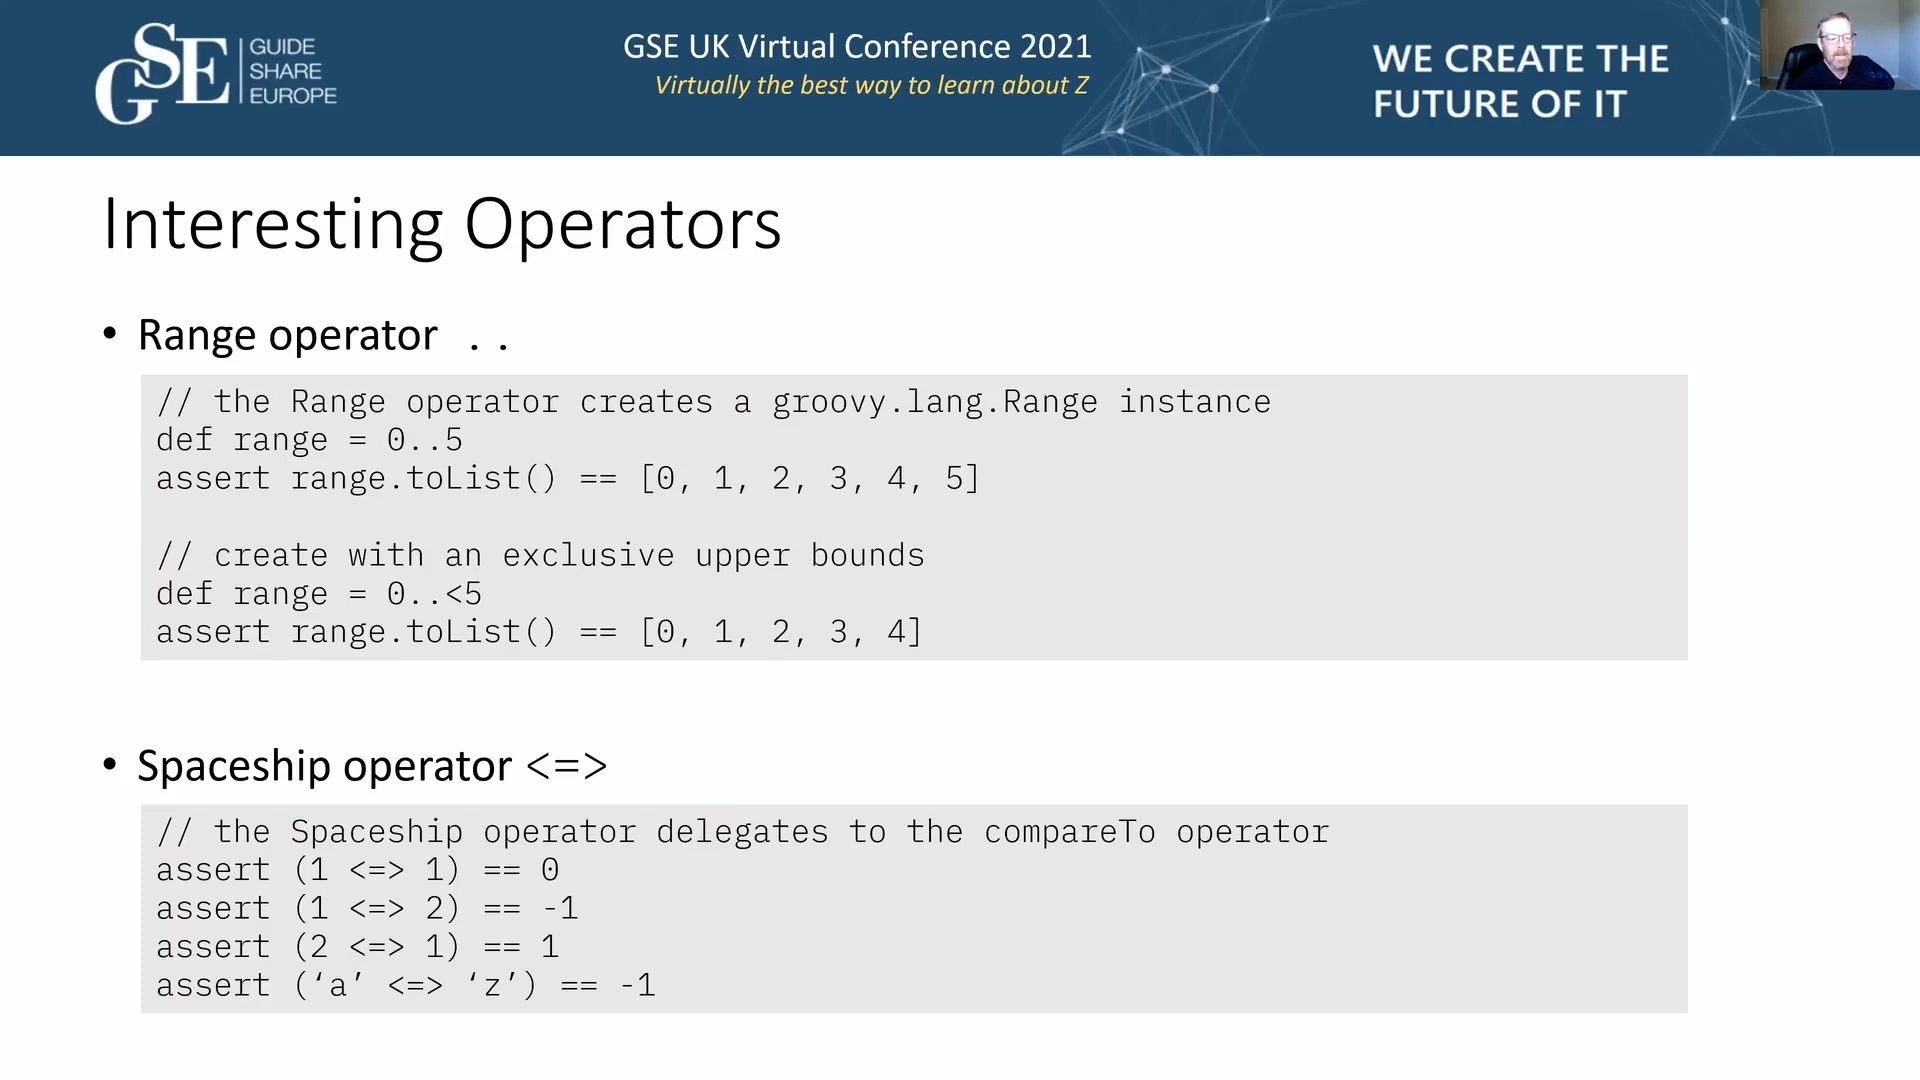 GSE
GUIDE
SHARE
EUROPE
GSE UK Virtual Conference 2021
Virtually the best way to learn about Z
WE CREATE THE
FUTURE OF IT
Interesting Operators
• Range operator ..
// the Range operator creates a groovy.lang.Range instance
def range = 0..5
assert range.toList() == [0, 1, 2, 3, 4, 5]
// create with an exclusive upper bounds
def range = 0..<5
assert range.toList() == [0, 1, 2, 3, 4]
• Spaceship operator <=>
// the Spaceship operator delegates to the compareTo operator
assert (1 <=> 1) == 0
assert (1 <=> 2) == -1
assert (2 <=> 1) == 1
assert (‘a’ <=> ‘z’) == -1